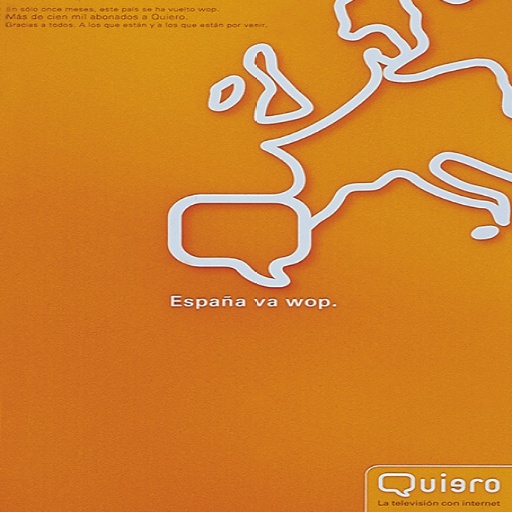 En sólo once meses, este país se ha vuelto wop.
Más de cien mil abonados a Quiero.
Gracias a todos. A los que están y a los que están por venir.
España va wop.
Quiero
La televisión con internet